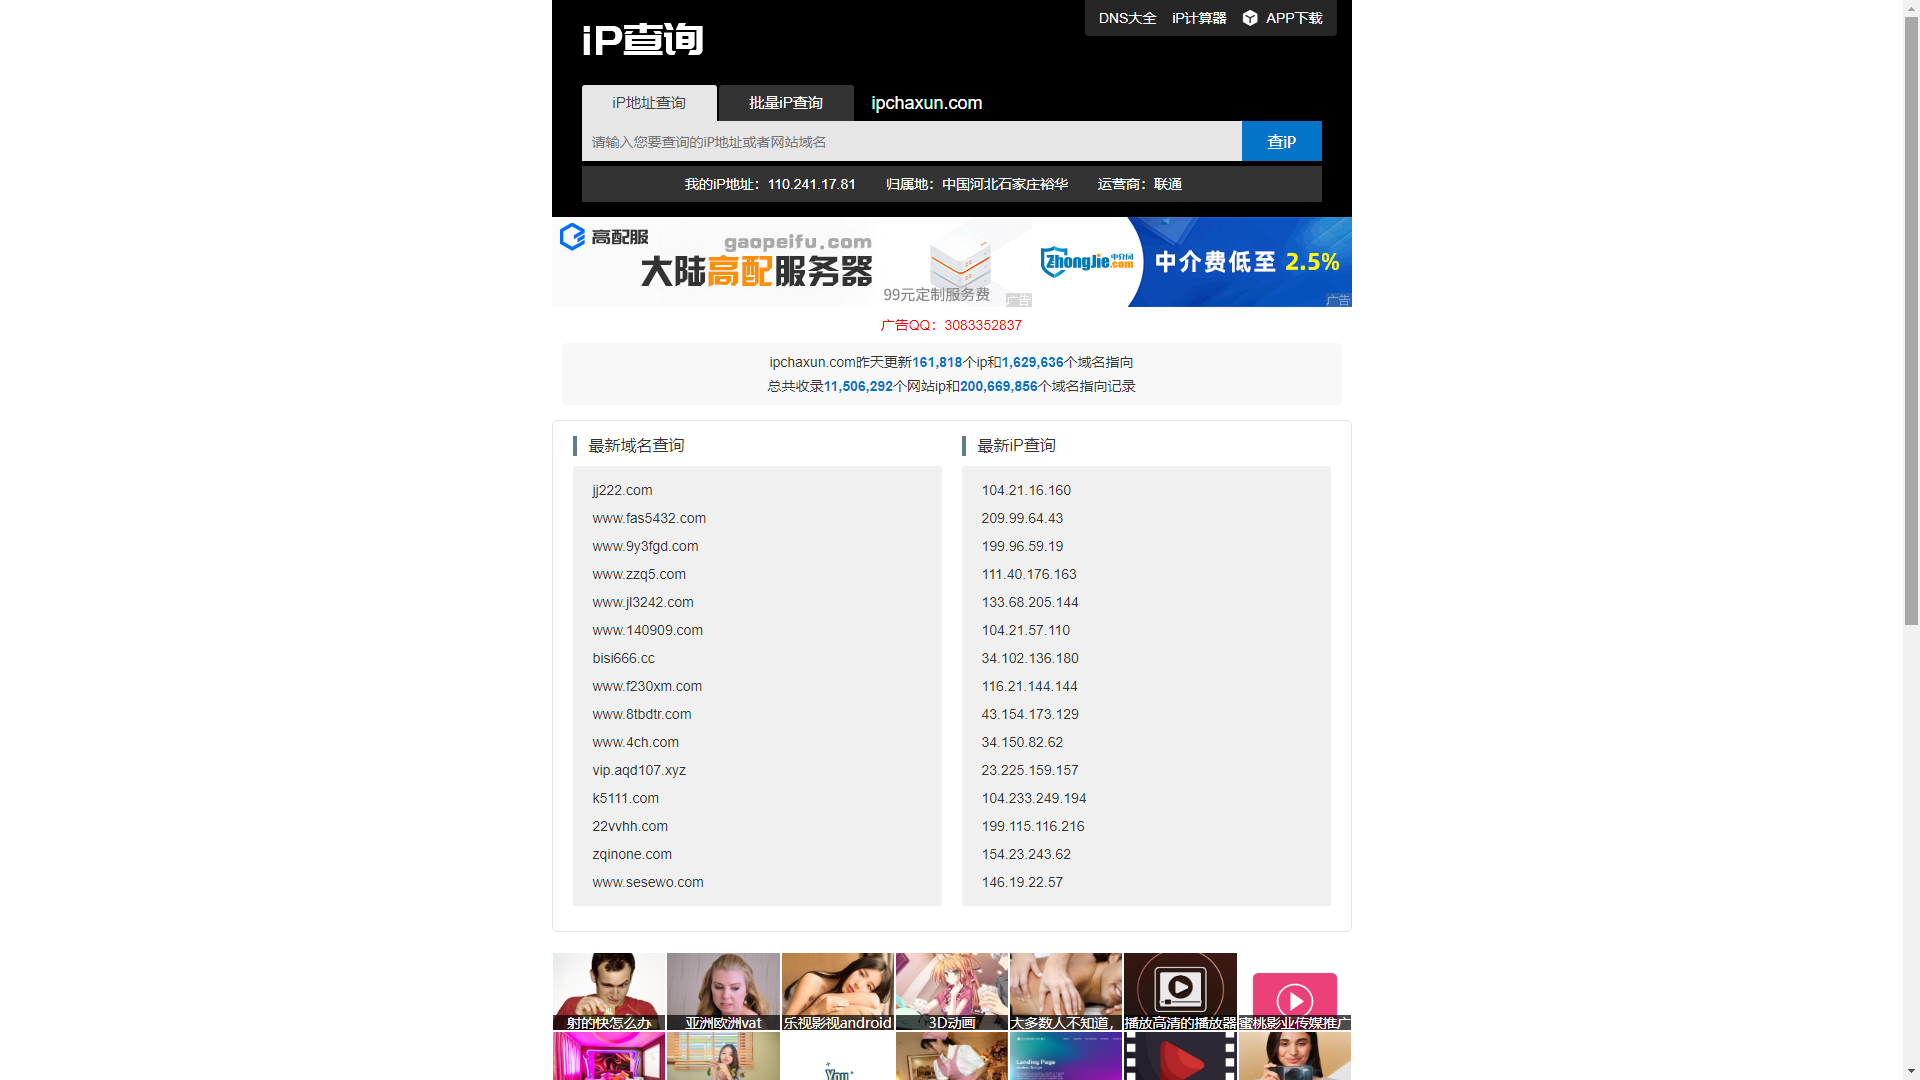 DNS大全 iP计算器 APP下载
iP查询
iP地址查询 批量iP查询 ipchaxun.com
请输入您要查询的iP地址或者网站域名 查iP
我的iP地址：110.241.17.81 归属地：中国河北石家庄裕华 运营商：联通
高配服
gaopeifu.com
大陆高配服务器
99元定制服务费
广告
ZhongJie.com 中介网
中介费低至 2.5%
广告
广告QQ：3083352837
ipchaxun.com昨天更新161,818个ip和1,629,636个域名指向
总共收录11,506,292个网站ip和200,669,856个域名指向记录
最新域名查询
jj222.com
www.fas5432.com
www.9y3fgd.com
www.zzq5.com
www.jl3242.com
www.140909.com
bisi666.cc
www.f230xm.com
www.8tbdtr.com
www.4ch.com
vip.aqd107.xyz
k5111.com
22vvhh.com
zqinone.com
www.sesewo.com
最新iP查询
104.21.16.160
209.99.64.43
199.96.59.19
111.40.176.163
133.68.205.144
104.21.57.110
34.102.136.180
116.21.144.144
43.154.173.129
34.150.82.62
23.225.159.157
104.233.249.194
199.115.116.216
154.23.243.62
146.19.22.57
射的快怎么办
亚洲欧洲vat
乐视影视android
3D动画
大多数人不知道，
播放高清的播放器
蜜桃影业传媒推广
You
Landing Page